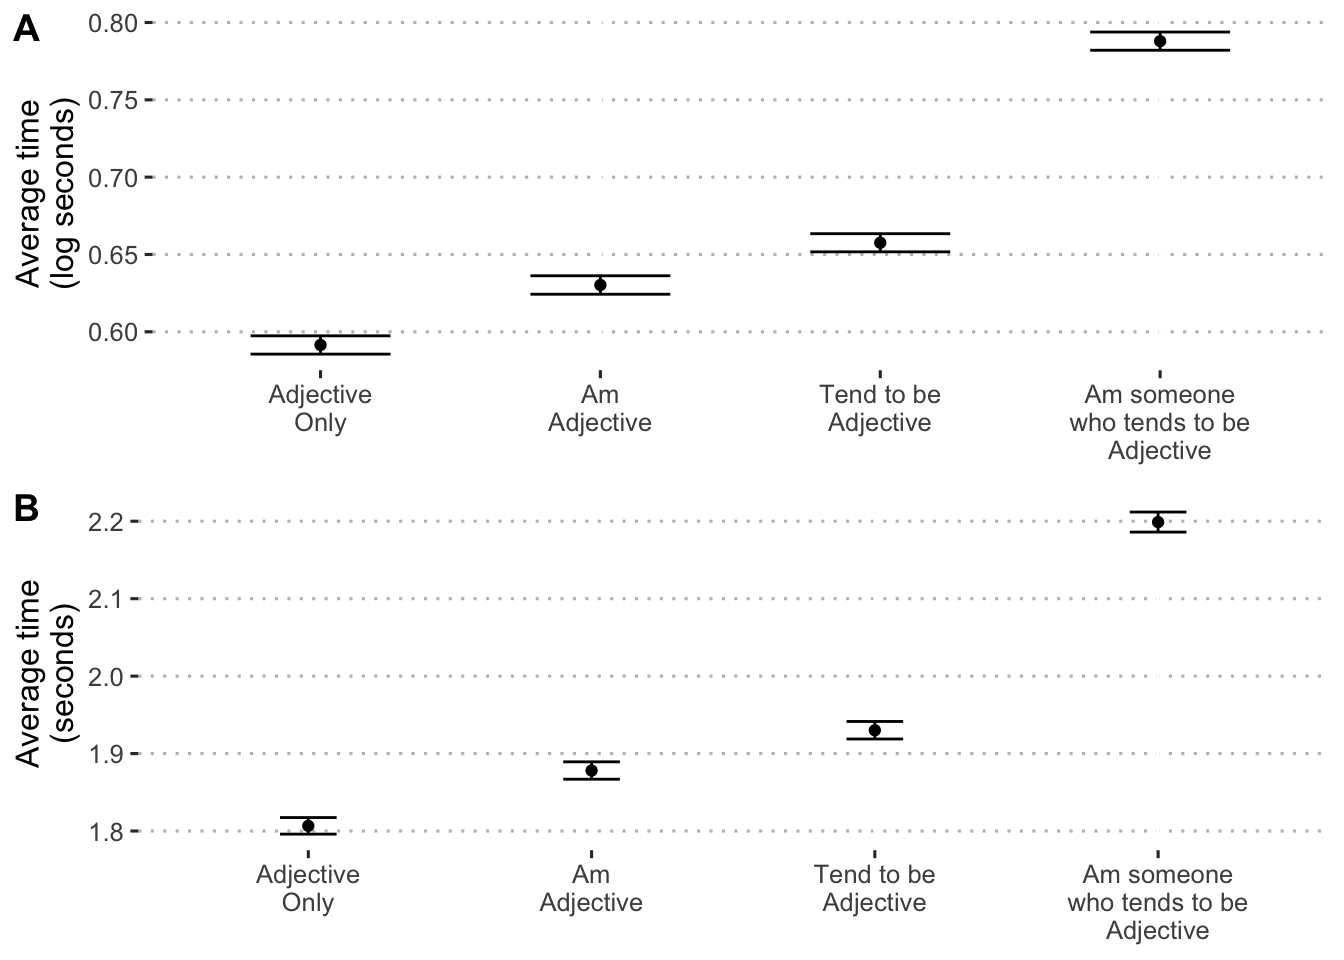 A
Average time
(log seconds)
0.80
0.75
0.70
0.65
0.60
Adjective
Only
Am
Adjective
Tend to be
Adjective
Am someone
who tends to be
Adjective
B
Average time
(seconds)
2.2
2.1
2.0
1.9
1.8
Adjective
Only
Am
Adjective
Tend to be
Adjective
Am someone
who tends to be
Adjective